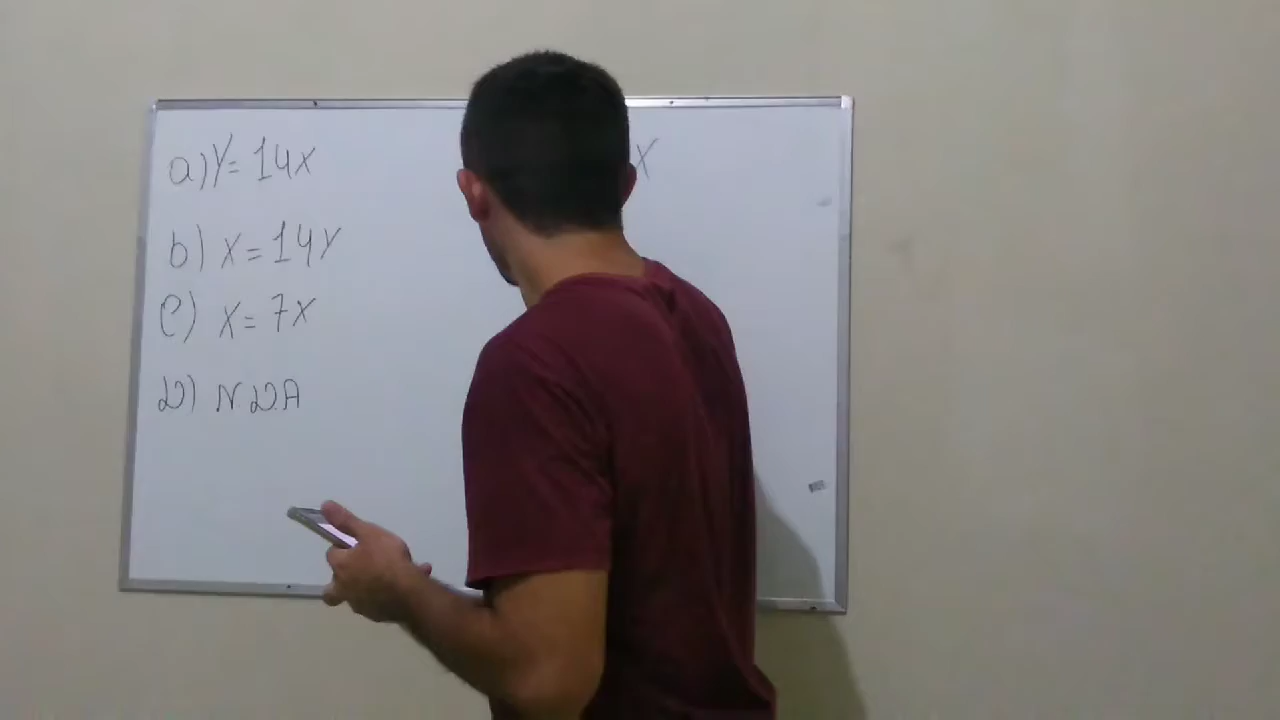 a) Y = 14x
X
b) x = 14y
C) x = 7x
D) N.D.A